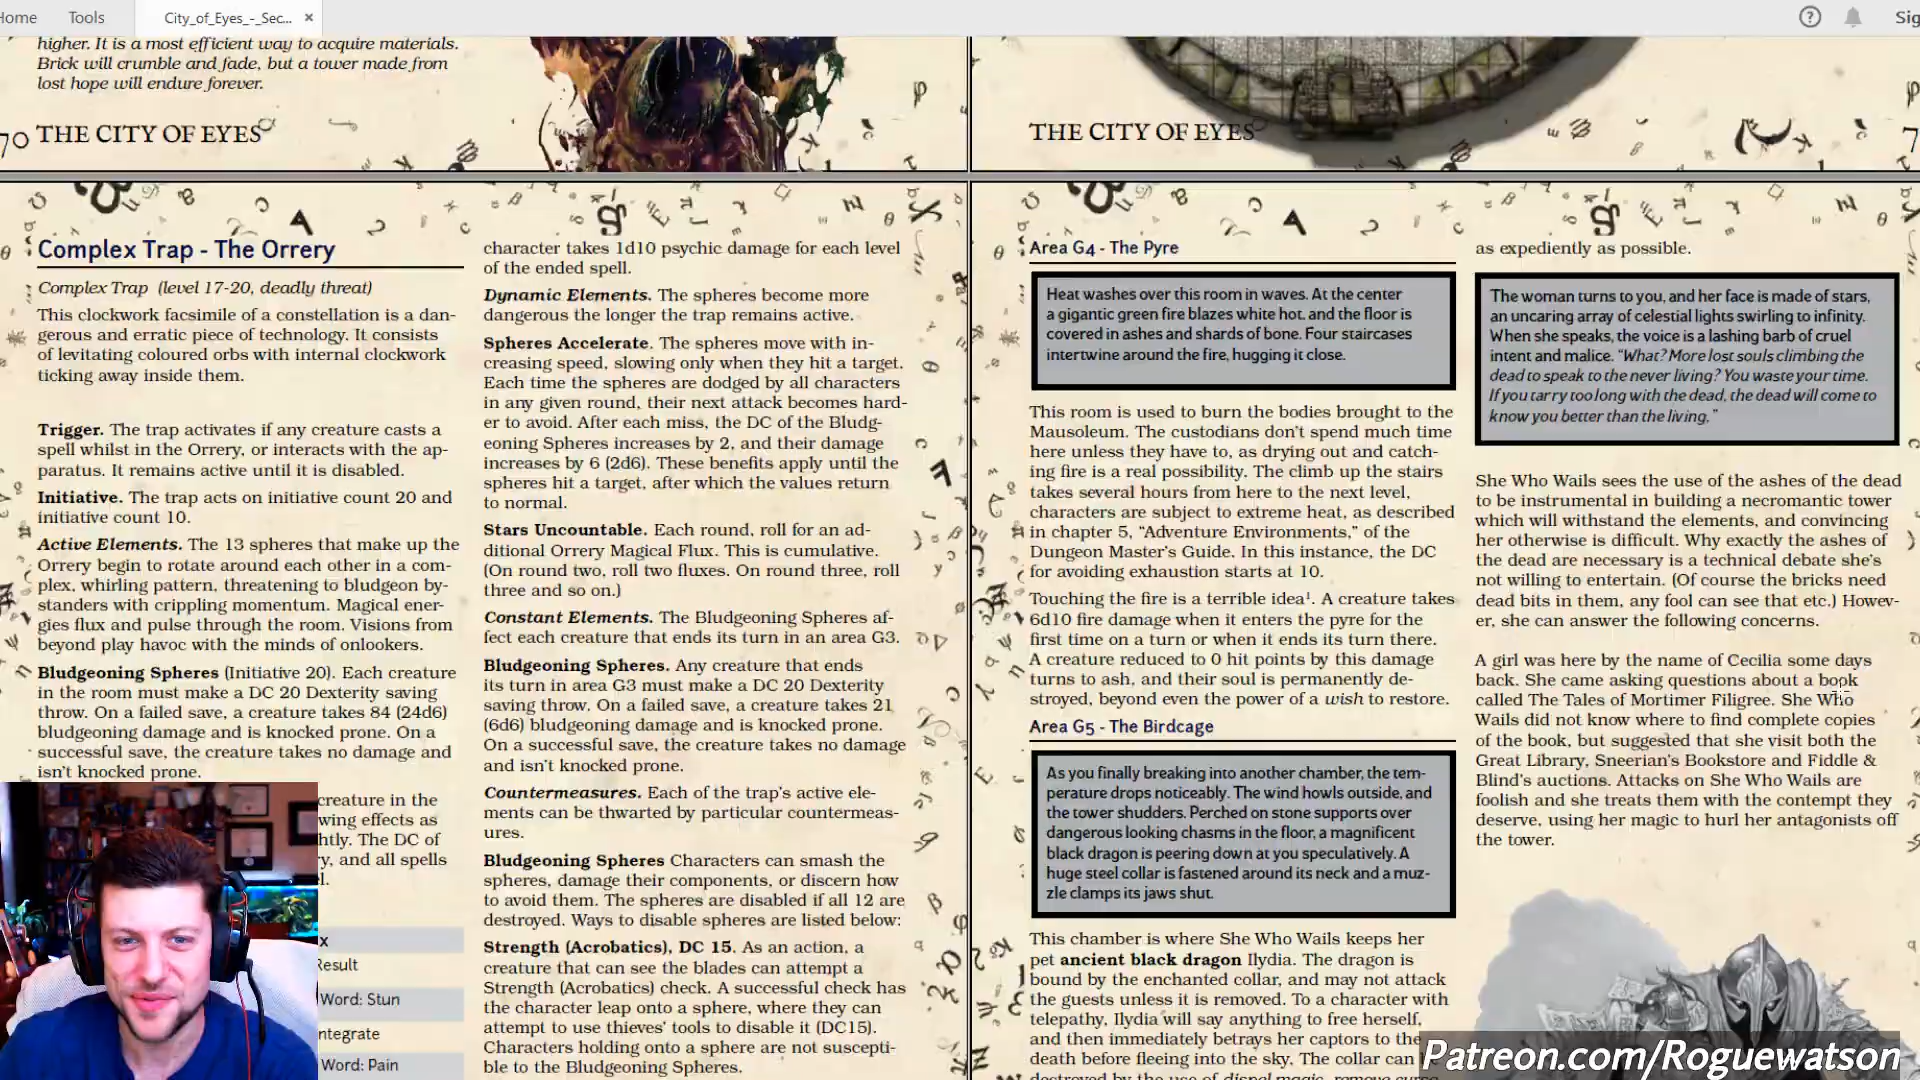 Home
Tools
City_of_Eyes_-_Sec...
×
?
Sig
higher. It is a most efficient way to acquire materials.
Brick will crumble and fade, but a tower made from
lost hope will endure forever.
70 THE CITY OF EYES
THE CITY OF EYES
7
Complex Trap - The Orrery
Complex Trap (level 17-20, deadly threat)
This clockwork facsimile of a constellation is a dan-
gerous and erratic piece of technology. It consists
of levitating coloured orbs with internal clockwork
ticking away inside them.
Trigger. The trap activates if any creature casts a
spell whilst in the Orrery, or interacts with the ap-
paratus. It remains active until it is disabled.
Initiative. The trap acts on initiative count 20 and
initiative count 10.
Active Elements. The 13 spheres that make up the
Orrery begin to rotate around each other in a com-
plex, whirling pattern, threatening to bludgeon by-
standers with crippling momentum. Magical ener-
gies flux and pulse through the room. Visions from
beyond play havoc with the minds of onlookers.
Bludgeoning Spheres (Initiative 20). Each creature
in the room must make a DC 20 Dexterity saving
throw. On a failed save, a creature takes 84 (24d6)
bludgeoning damage and is knocked prone. On a
successful save, the creature takes no damage and
isn't knocked prone.
creature in the
wing effects as
htly. The DC of
ry, and all spells
l.
x
Result
Word: Stun
ntegrate
Word: Pain
character takes 1d10 psychic damage for each level
of the ended spell.
Dynamic Elements. The spheres become more
dangerous the longer the trap remains active.
Spheres Accelerate. The spheres move with in-
creasing speed, slowing only when they hit a target.
Each time the spheres are dodged by all characters
in any given round, their next attack becomes hard-
er to avoid. After each miss, the DC of the Bludg-
eoning Spheres increases by 2, and their damage
increases by 6 (2d6). These benefits apply until the
spheres hit a target, after which the values return
to normal.
Stars Uncountable. Each round, roll for an ad-
ditional Orrery Magical Flux. This is cumulative.
(On round two, roll two fluxes. On round three, roll
three and so on.)
Constant Elements. The Bludgeoning Spheres af-
fect each creature that ends its turn in an area G3.
Bludgeoning Spheres. Any creature that ends
its turn in area G3 must make a DC 20 Dexterity
saving throw. On a failed save, a creature takes 21
(6d6) bludgeoning damage and is knocked prone.
On a successful save, the creature takes no damage
and isn't knocked prone.
Countermeasures. Each of the trap's active ele-
ments can be thwarted by particular countermeas-
ures.
Bludgeoning Spheres Characters can smash the
spheres, damage their components, or discern how
to avoid them. The spheres are disabled if all 12 are
destroyed. Ways to disable spheres are listed below:
Strength (Acrobatics), DC 15. As an action, a
creature that can see the blades can attempt a
Strength (Acrobatics) check. A successful check has
the character leap onto a sphere, where they can
attempt to use thieves' tools to disable it (DC15).
Characters holding onto a sphere are not suscepti-
ble to the Bludgeoning Spheres.
Area G4 - The Pyre
Heat washes over this room in waves. At the center
a gigantic green fire blazes white hot, and the floor is
covered in ashes and shards of bone. Four staircases
intertwine around the fire, hugging it close.
This room is used to burn the bodies brought to the
Mausoleum. The custodians don't spend much time
here unless they have to, as drying out and catch-
ing fire is a real possibility. The climb up the stairs
takes several hours from here to the next level,
characters are subject to extreme heat, as described
in chapter 5, "Adventure Environments," of the
Dungeon Master's Guide. In this instance, the DC
for avoiding exhaustion starts at 10.
Touching the fire is a terrible idea¹. A creature takes
6d10 fire damage when it enters the pyre for the
first time on a turn or when it ends its turn there.
A creature reduced to 0 hit points by this damage
turns to ash, and their soul is permanently de-
stroyed, beyond even the power of a wish to restore.
Area G5 - The Birdcage
As you finally breaking into another chamber, the tem-
perature drops noticeably. The wind howls outside, and
the tower shudders. Perched on stone supports over
dangerous looking chasms in the floor, a magnificent
black dragon is peering down at you speculatively. A
huge steel collar is fastened around its neck and a muz-
zle clamps its jaws shut.
This chamber is where She Who Wails keeps her
pet ancient black dragon Ilydia. The dragon is
bound by the enchanted collar, and may not attack
the guests unless it is removed. To a character with
telepathy, Ilydia will say anything to free herself,
and then immediately betrays her captors to the
death before fleeing into the sky. The collar can
destroyed by the use of dispel magic, remove curse
as expediently as possible.
The woman turns to you, and her face is made of stars,
an uncaring array of celestial lights swirling to infinity.
When she speaks, the voice is a lashing barb of cruel
intent and malice. "What? More lost souls climbing the
dead to speak to the never living? You waste your time.
If you tarry too long with the dead, the dead will come to
know you better than the living,"
She Who Wails sees the use of the ashes of the dead
to be instrumental in building a necromantic tower
which will withstand the elements, and convincing
her otherwise is difficult. Why exactly the ashes of
the dead are necessary is a technical debate she's
not willing to entertain. (Of course the bricks need
dead bits in them, any fool can see that etc.) Howev-
er, she can answer the following concerns.
A girl was here by the name of Cecilia some days
back. She came asking questions about a book
called The Tales of Mortimer Filigree. She Who
Wails did not know where to find complete copies
of the book, but suggested that she visit both the
Great Library, Sneerian's Bookstore and Fiddle &
Blind's auctions. Attacks on She Who Wails are
foolish and she treats them with the contempt they
deserve, using her magic to hurl her antagonists off
the tower.
Patreon.com/Roguewatson